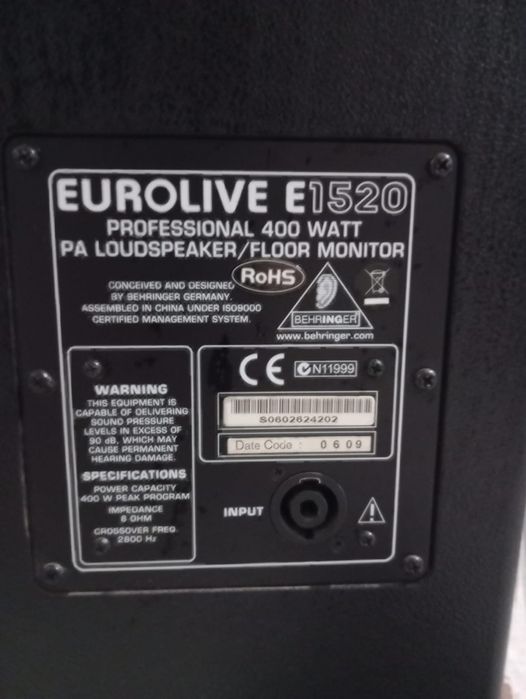 EUROLIVE E1520
PROFESSIONAL 400 WATT
PA LOUDSPEAKER/FLOOR MONITOR
CONCEIVED AND DESIGNED
BY BEHRINGER GERMANY.
ASSEMBLED IN CHINA UNDER ISO9000
CERTIFIED MANAGEMENT SYSTEM.
RoHS
BEHRINGER
www.behringer.com
WARNING
THIS EQUIPMENT IS
CAPABLE OF DELIVERING
SOUND PRESSURE
LEVELS IN EXCESS OF
90 dB, WHICH MAY
CAUSE PERMANENT
HEARING DAMAGE.
SPECIFICATIONS
POWER CAPACITY
400 W PEAK PROGRAM
IMPEDANCE
8 OHM
CROSSOVER FREQ.
2800 Hz
CE N11999
S0602624202
Date Code : 0609
INPUT